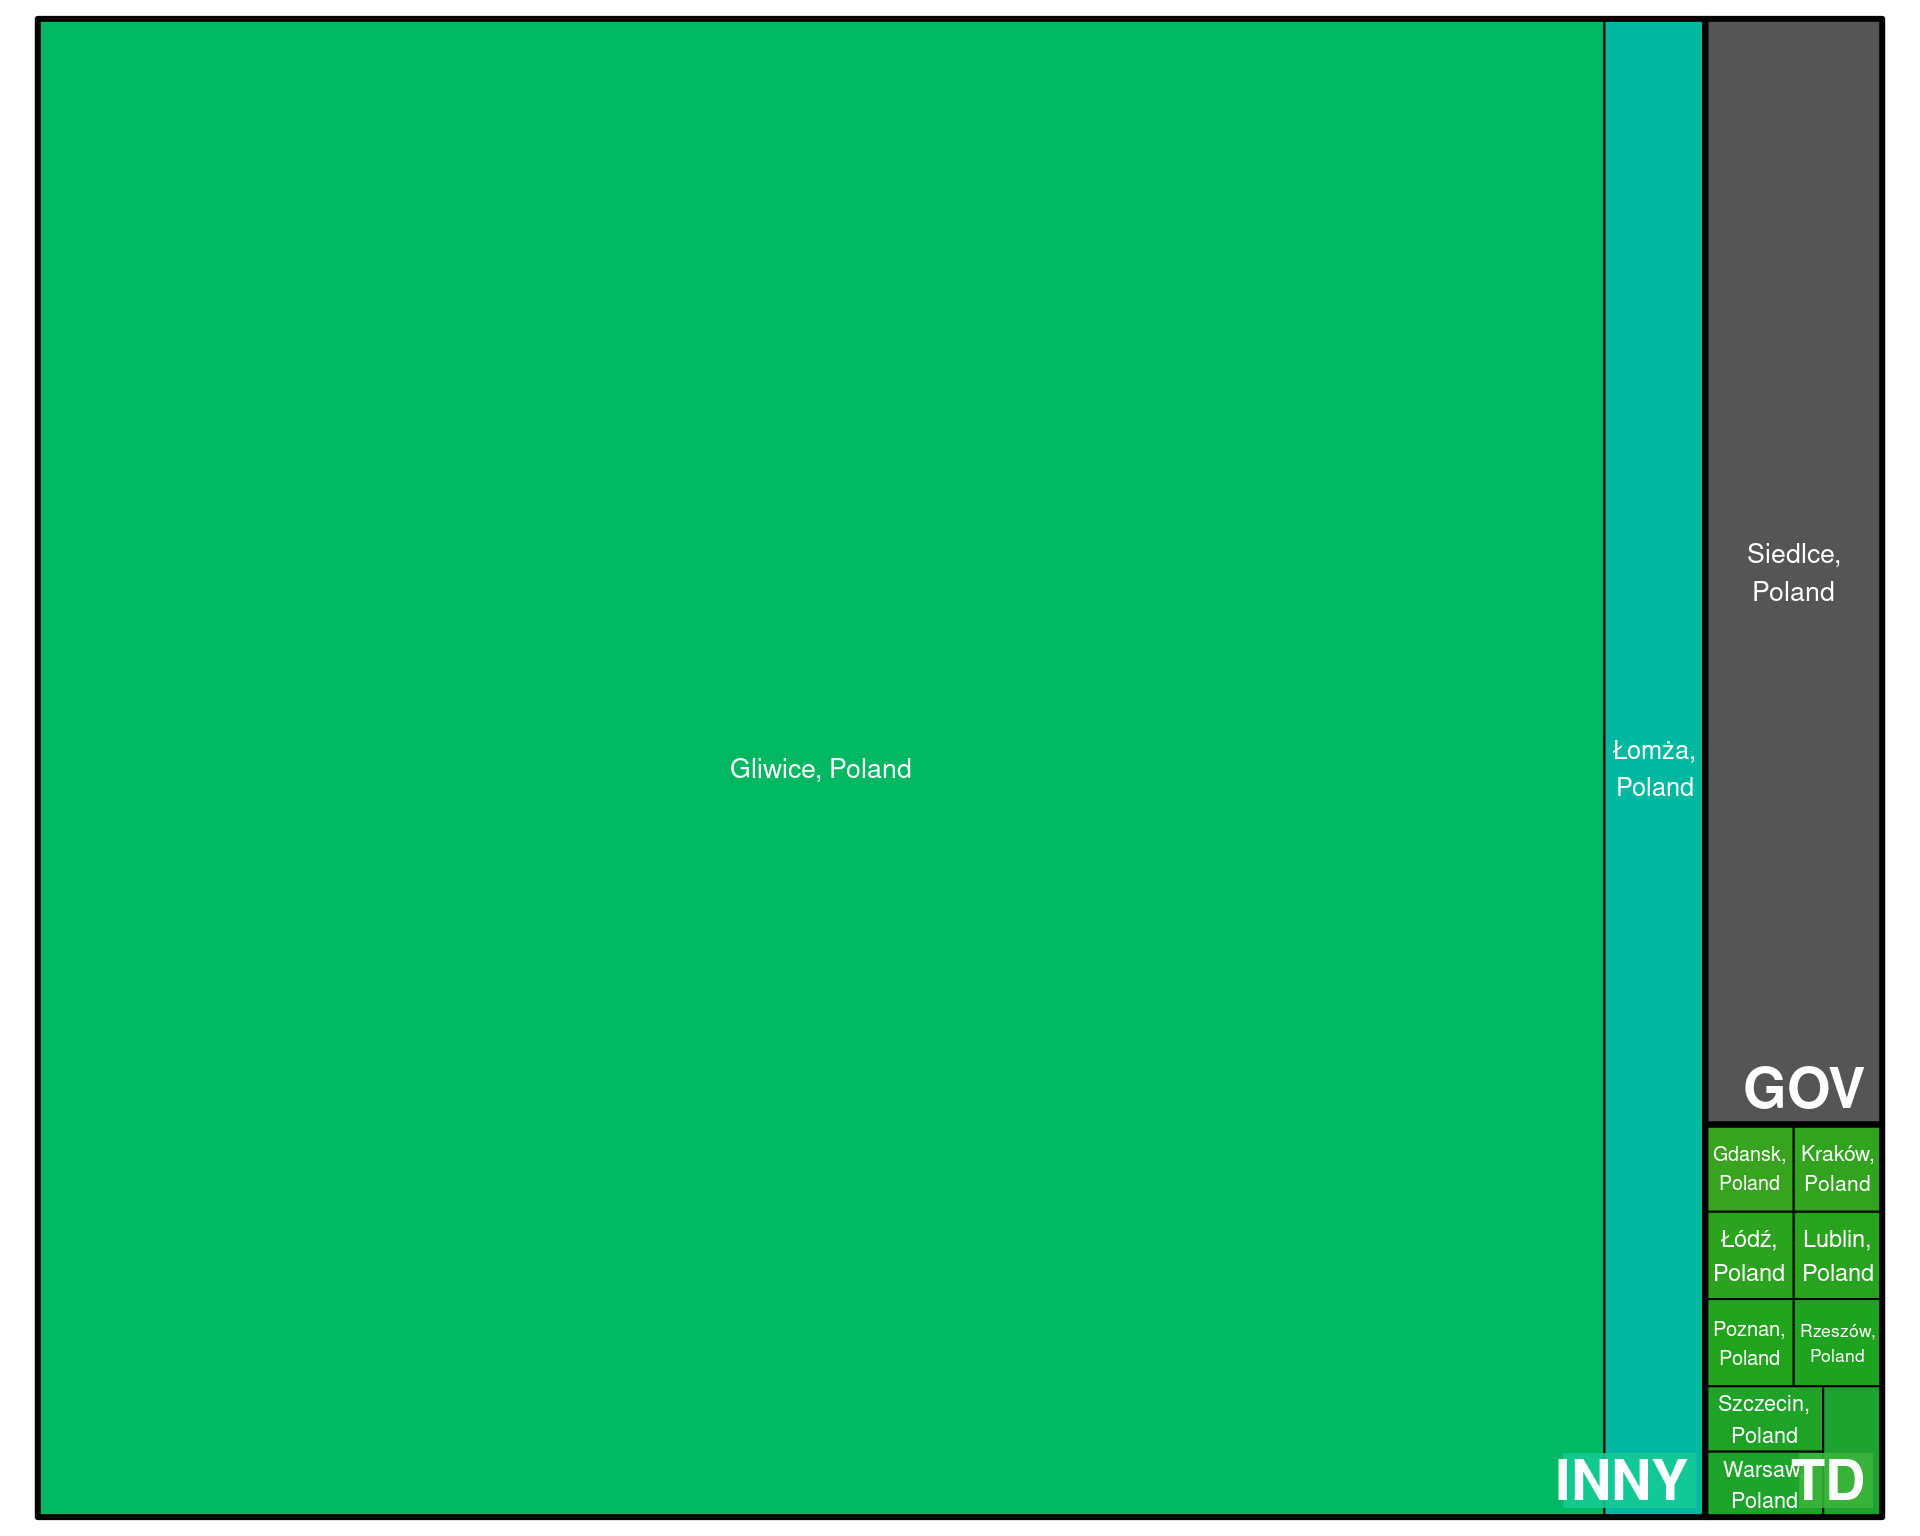 Gliwice, Poland
Łomża,
Poland
INNY
Siedlce,
Poland
GOV
Gdansk,
Poland
Kraków,
Poland
Łódź,
Poland
Lublin,
Poland
Poznan,
Poland
Rzeszów,
Poland
Szczecin,
Poland
Warsaw
Poland
TD